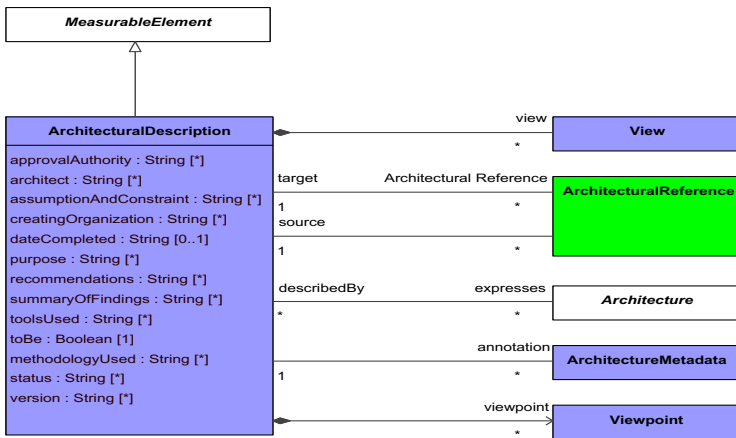 MeasurableElement
ArchitecturalDescription
approvalAuthority : String [*]
architect : String [*]
assumptionAndConstraint : String [*]
creatingOrganization : String [*]
dateCompleted : String [0..1]
purpose : String [*]
recommendations : String [*]
summaryOfFindings : String [*]
toolsUsed : String [*]
toBe : Boolean [1]
methodologyUsed : String [*]
status : String [*]
version : String [*]
view
*
View
target
Architectural Reference
1
*
source
1
*
ArchitecturalReference
describedBy
expresses
*
*
Architecture
annotation
1
*
ArchitectureMetadata
viewpoint
*
Viewpoint